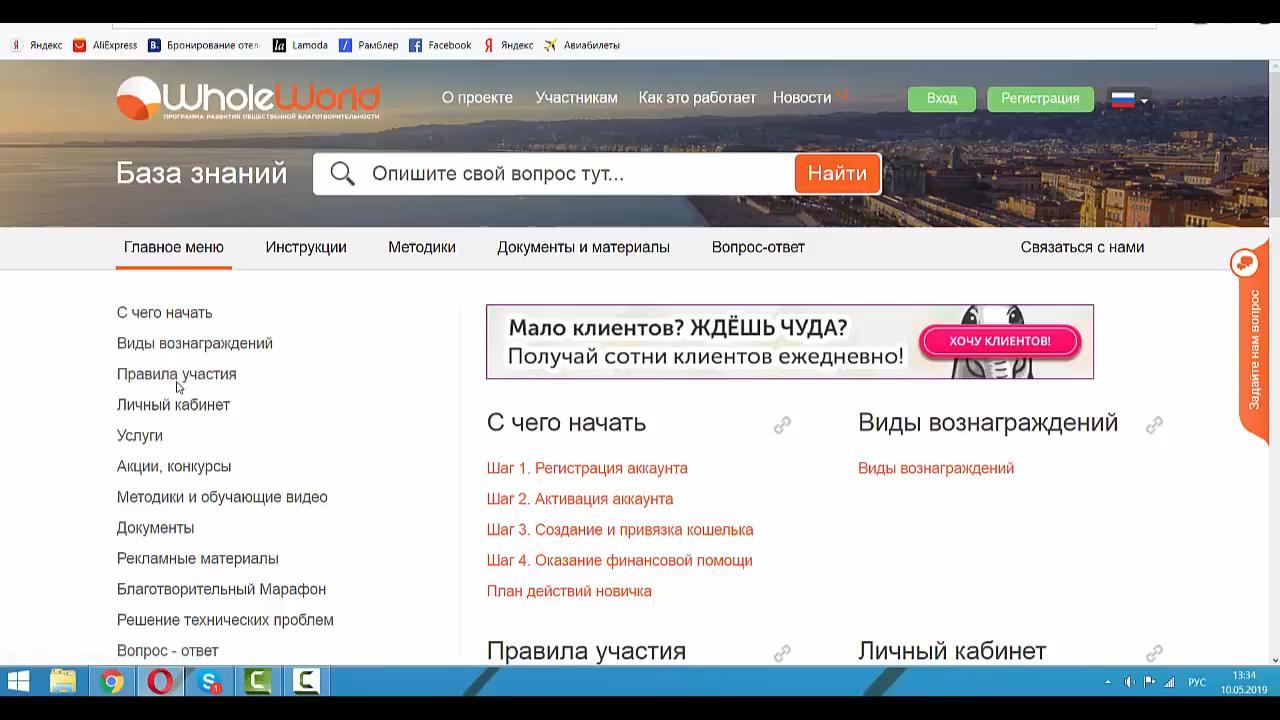 Яндекс AliExpress Бронирование отел Lamoda Рамблер Facebook Яндекс Авиабилеты
WholeWorld
ПРОГРАММА РАЗВИТИЯ ОБЩЕСТВЕННОЙ БЛАГОТВОРИТЕЛЬНОСТИ
О проекте Участникам Как это работает Новости +2 Вход Регистрация
База знаний Опишите свой вопрос тут... Найти
Главное меню Инструкции Методики Документы и материалы Вопрос-ответ Связаться с нами
Задайте нам вопрос
С чего начать
Виды вознаграждений
Правила участия
Личный кабинет
Услуги
Акции, конкурсы
Методики и обучающие видео
Документы
Рекламные материалы
Благотворительный Марафон
Решение технических проблем
Вопрос - ответ
Мало клиентов? ЖДЁШЬ ЧУДА?
Получай сотни клиентов ежедневно!
ХОЧУ КЛИЕНТОВ!
С чего начать
Шаг 1. Регистрация аккаунта
Шаг 2. Активация аккаунта
Шаг 3. Создание и привязка кошелька
Шаг 4. Оказание финансовой помощи
План действий новичка
Виды вознаграждений
Виды вознаграждений
Правила участия
Личный кабинет
РУС
13:34
10.05.2019